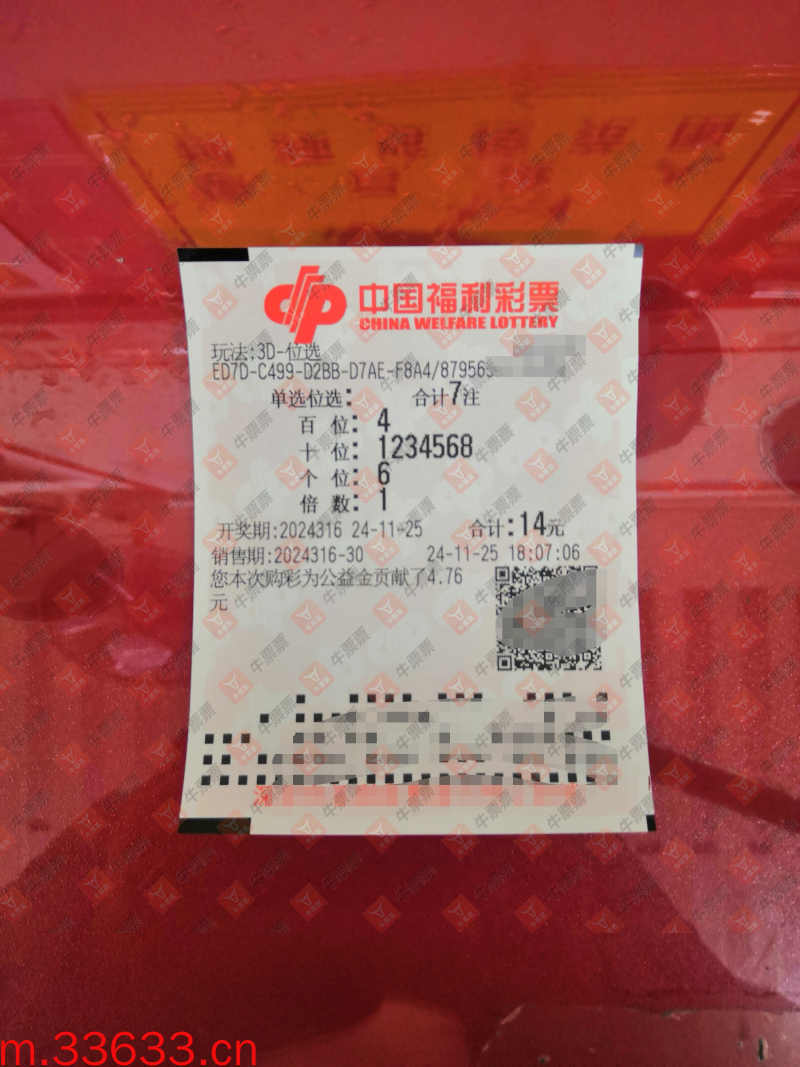 中国福利彩票
CHINA WELFARE LOTTERY
玩法:3D-位选
ED7D-C499-D2BB-D7AE-F8A4/87956
单选位选: 合计7注
百 位: 4
十 位: 1234568
个 位: 6
倍 数: 1
开奖期:2024316 24-11-25 合计:14元
销售期:2024316-30 24-11-25 18:07:06
您本次购彩为公益金贡献了4.76
元
牛票票
m.33633.cn